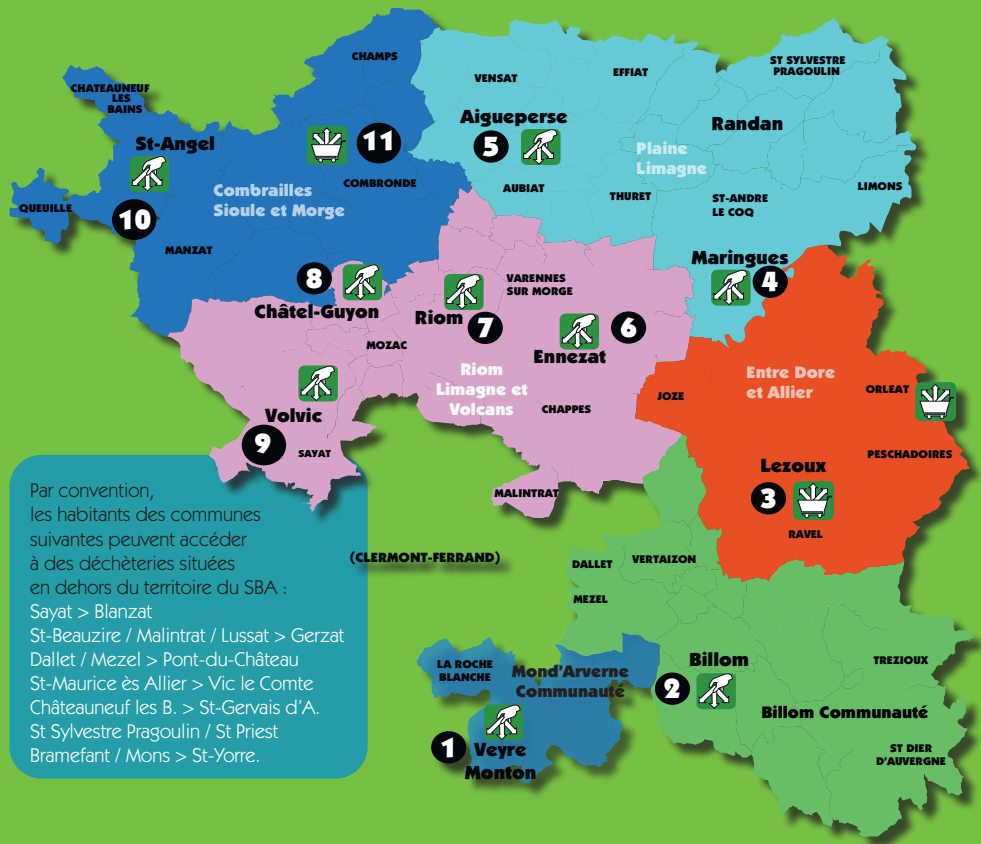 CHAMPS
ST SYLVESTRE
PRAGOULIN
EFFIAT
VENSAT
CHATEAUNEUF
LES
BAINS
Aigueperse
5
Randan
St-Angel
11
Plaine
Limagne
COMBRONDE
AUBIAT
LIMONS
Combrailles
Sioule et Morge
THURET
ST-ANDRE
LE COQ
QUEUILLE
10
MANZAT
Maringues
4
8
VARENNES
SUR MORGE
Châtel-Guyon
Riom
7
6
Ennezat
MOZAC
Riom
Limagne et
Volcans
Entre Dore
et Allier
ORLEAT
JOZE
CHAPPES
Volvic
9
SAYAT
PESCHADOIRES
Lezoux
3
MALINTRAT
RAVEL
Par convention,
les habitants des communes
suivantes peuvent accéder
à des déchèteries situées
en dehors du territoire du SBA :
Sayat > Blanzat
St-Beauzire / Malintrat / Lussat > Gerzat
Dallet / Mezel > Pont-du-Château
St-Maurice ès Allier > Vic le Comte
Châteauneuf les B. > St-Gervais d'A.
St Sylvestre Pragoulin / St Priest
Bramefant / Mons > St-Yorre.
(CLERMONT-FERRAND)
DALLET
VERTAIZON
MEZEL
LA ROCHE
BLANCHE
Mond'Arverne
Communauté
Billom
2
TREZIOUX
Billom Communauté
1
Veyre
Monton
ST DIER
D'AUVERGNE